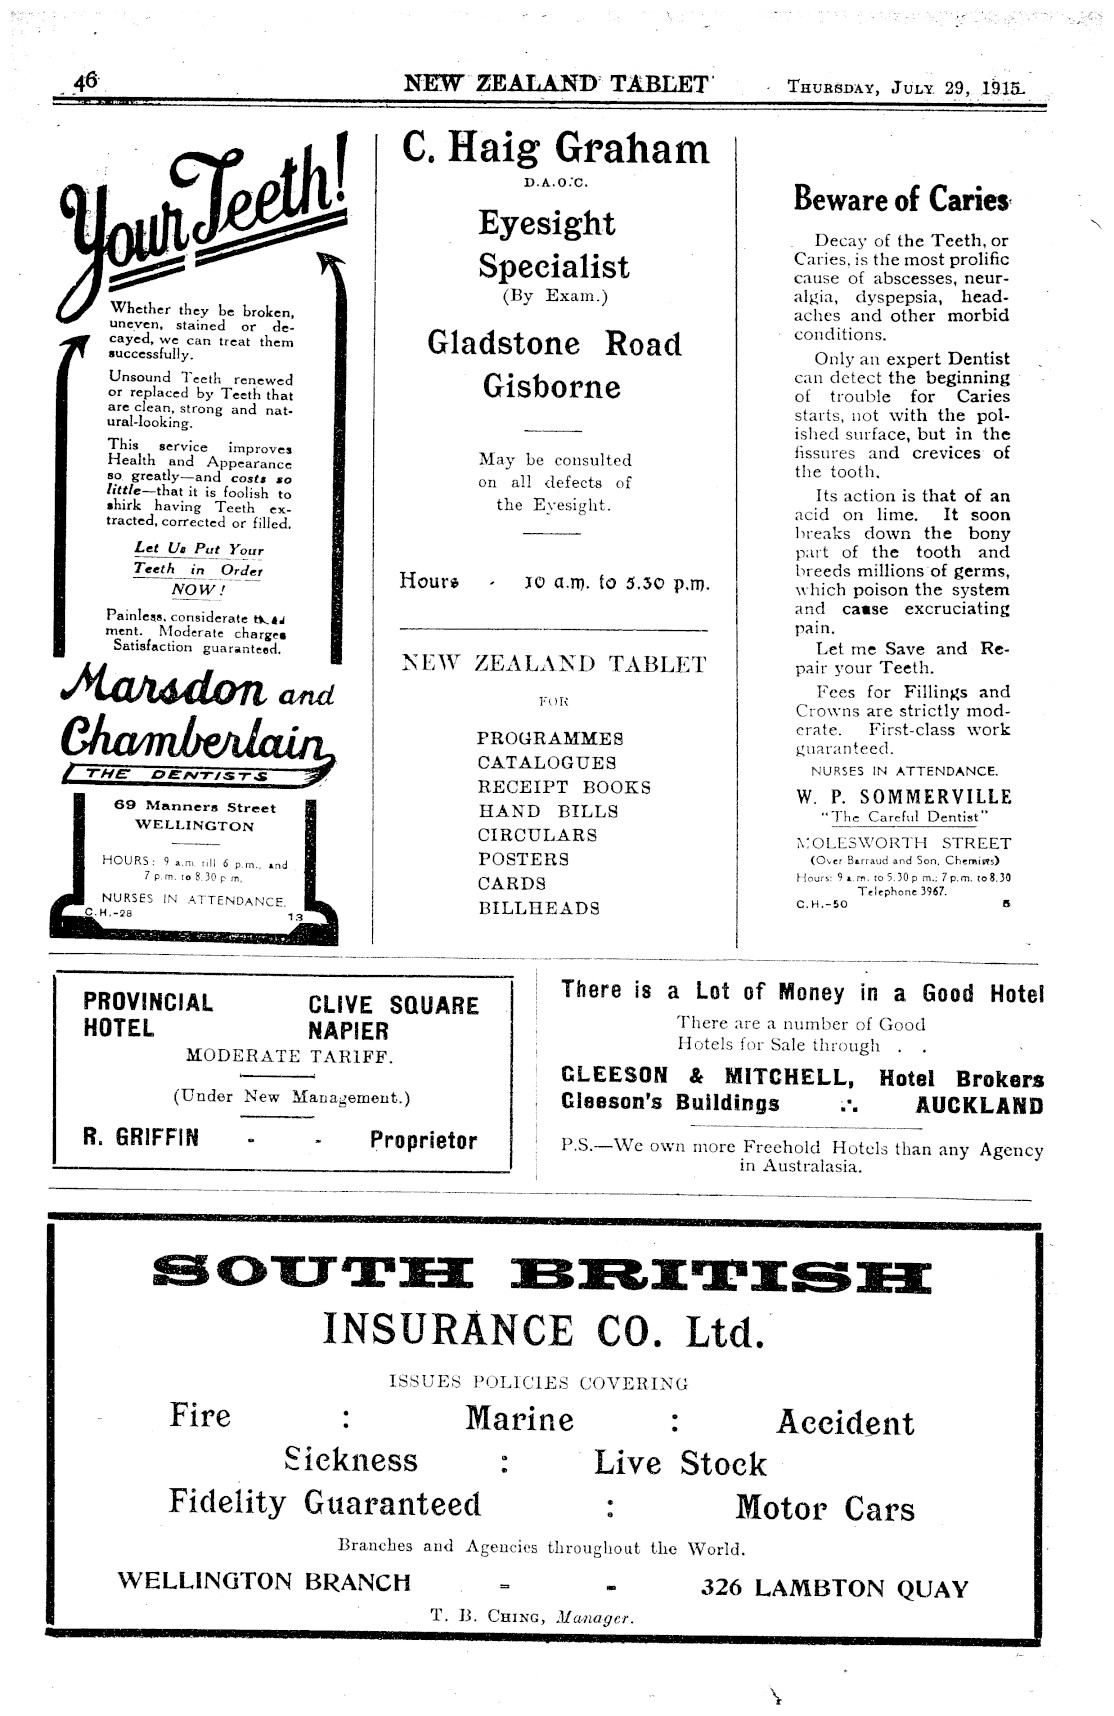 46
NEW ZEALAND TABLET
THURSDAY, JULY 29, 1915.
Your Teeth!
Whether they be broken,
uneven, stained or de-
cayed, we can treat them
successfully.
Unsound Teeth renewed
or replaced by Teeth that
are clean, strong and nat-
ural-looking.
This service improves
Health and Appearance
so greatly—and costs so
little—that it is foolish to
shirk having Teeth ex-
tracted, corrected or filled.
Let Us Put Your
Teeth in Order
NOW!
Painless, considerate
ment. Moderate charges
Satisfaction guaranteed.
Marsdon and
Chamberlain
THE DENTISTS
69 Manners Street
WELLINGTON
HOURS: 9 a.m. till 6 p.m., and
7 p.m. to 8.30 p.m.
NURSES IN ATTENDANCE.
C.H.-28 13
C. Haig Graham
D.A.O.C.
Eyesight
Specialist
(By Exam.)
Gladstone Road
Gisborne
May be consulted
on all defects of
the Eyesight.
Hours - 10 a.m. to 5.30 p.m.
NEW ZEALAND TABLET
FOR
PROGRAMMES
CATALOGUES
RECEIPT BOOKS
HAND BILLS
CIRCULARS
POSTERS
CARDS
BILLHEADS
Beware of Caries
Decay of the Teeth, or
Caries, is the most prolific
cause of abscesses, neur-
algia, dyspepsia, head-
aches and other morbid
conditions.
Only an expert Dentist
can detect the beginning
of trouble for Caries
starts, not with the pol-
ished surface, but in the
fissures and crevices of
the tooth.
Its action is that of an
acid on lime. It soon
breaks down the bony
part of the tooth and
breeds millions of germs,
which poison the system
and cause excruciating
pain.
Let me Save and Re-
pair your Teeth.
Fees for Fillings and
Crowns are strictly mod-
erate. First-class work
guaranteed.
NURSES IN ATTENDANCE.
W. P. SOMMERVILLE
"The Careful Dentist"
MOLESWORTH STREET
(Over Barraud and Son, Chemists)
Hours: 9 a.m. to 5.30 p m.; 7 p.m. to 8.30
Telephone 3967.
C.H.-50 5
PROVINCIAL CLIVE SQUARE
HOTEL NAPIER
MODERATE TARIFF.
(Under New Management.)
R. GRIFFIN - - Proprietor
There is a Lot of Money in a Good Hotel
There are a number of Good
Hotels for Sale through . .
GLEESON & MITCHELL, Hotel Brokers
Gleeson's Buildings ∴ AUCKLAND
P.S.—We own more Freehold Hotels than any Agency
in Australasia.
SOUTH BRITISH
INSURANCE CO. Ltd.
ISSUES POLICIES COVERING
Fire : Marine : Accident
Sickness : Live Stock
Fidelity Guaranteed : Motor Cars
Branches and Agencies throughout the World.
WELLINGTON BRANCH - - 326 LAMBTON QUAY
T. B. CHING, Manager.